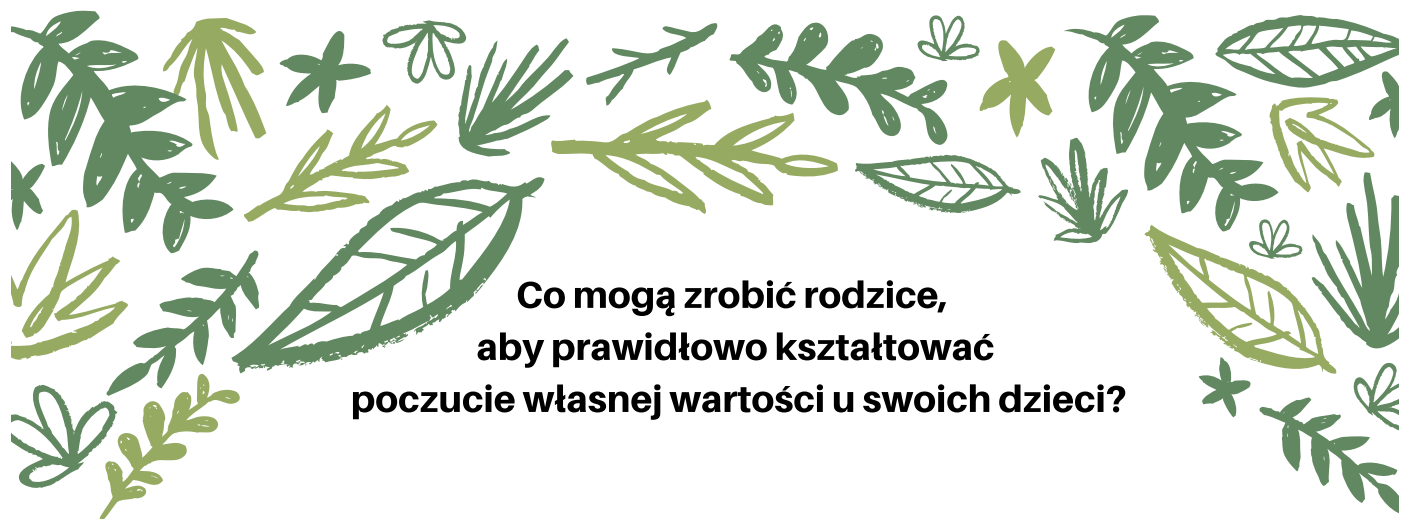 Co mogą zrobić rodzice,
aby prawidłowo kształtować
poczucie własnej wartości u swoich dzieci?